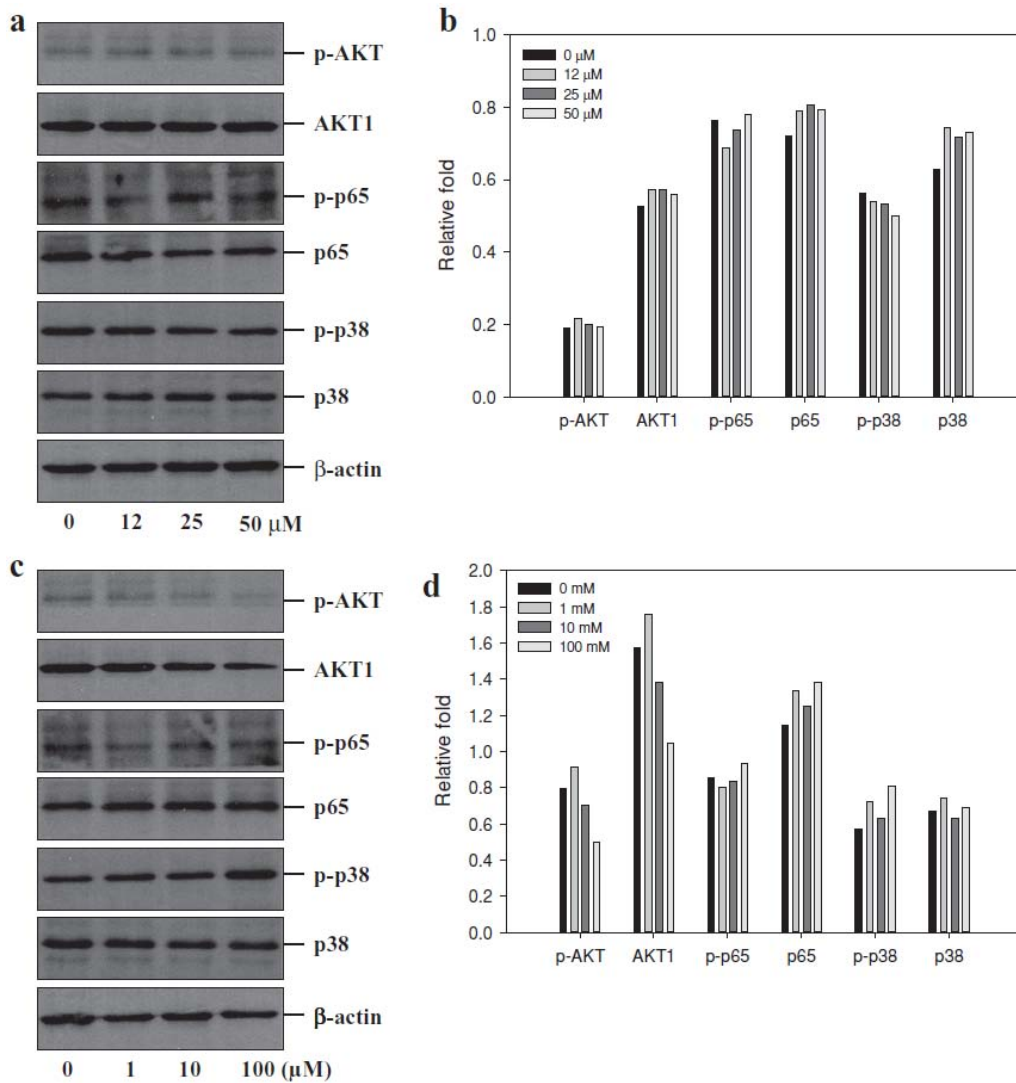 a
p-AKT
AKT1
p-p65
p65
p-p38
p38
β-actin
0 12 25 50 μM
b
1.0
0.8
0.6
0.4
0.2
0.0
Relative fold
0 μM
12 μM
25 μM
50 μM
p-AKT AKT1 p-p65 p65 p-p38 p38
c
p-AKT
AKT1
p-p65
p65
p-p38
p38
β-actin
0 1 10 100 (μM)
d
2.0
1.8
1.6
1.4
1.2
1.0
0.8
0.6
0.4
0.2
0.0
Relative fold
0 mM
1 mM
10 mM
100 mM
p-AKT AKT1 p-p65 p65 p-p38 p38